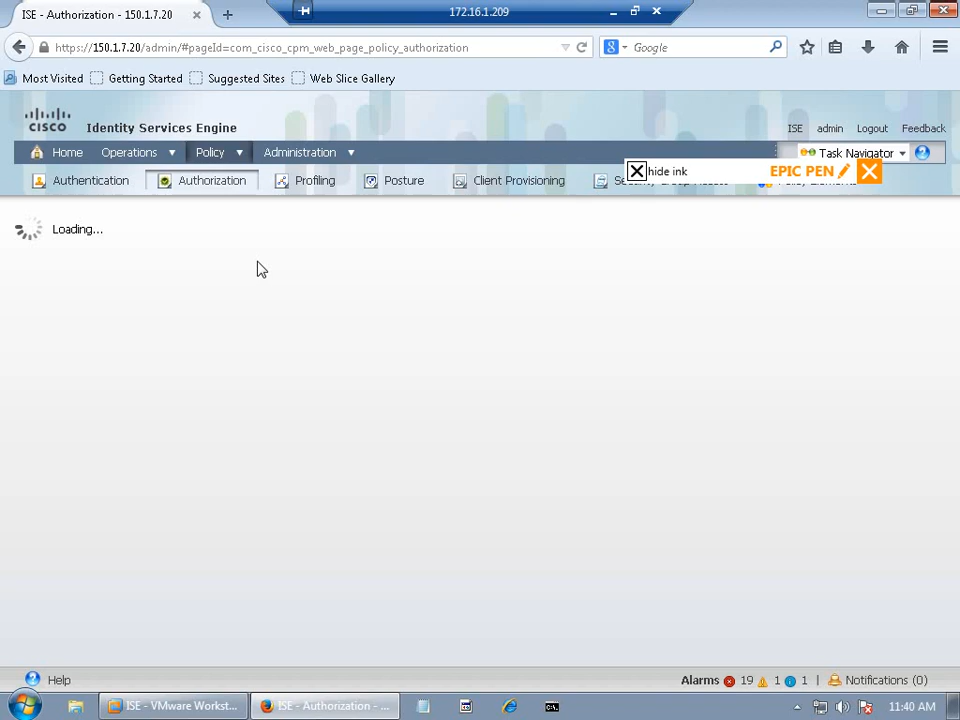 ISE - Authorization - 150.1.7.20
172.16.1.209
https://150.1.7.20/admin/#pageId=com_cisco_cpm_web_page_policy_authorization
Google
Most Visited
Getting Started
Suggested Sites
Web Slice Gallery
CISCO
Identity Services Engine
ISE
admin
Logout
Feedback
Home
Operations
Policy
Administration
Task Navigator
hide ink
EPIC PEN
Authentication
Authorization
Profiling
Posture
Client Provisioning
Loading...
Help
Alarms 19 1 1 |
Notifications (0)
ISE - VMware Workst...
ISE - Authorization - ...
11:40 AM